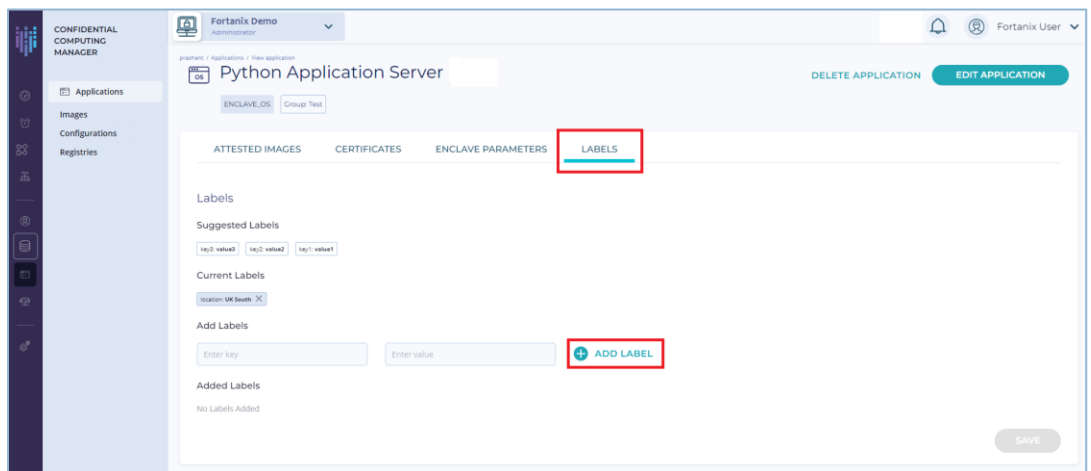 CONFIDENTIAL
COMPUTING
MANAGER
Applications
Images
Configurations
Registries
Fortanix Demo
Administrator
Fortanix User
prashant / Applications / View application
OS
Python Application Server
DELETE APPLICATION
EDIT APPLICATION
ENCLAVE_OS
Group: Test
ATTESTED IMAGES
CERTIFICATES
ENCLAVE PARAMETERS
LABELS
Labels
Suggested Labels
key3: value3
key2: value2
key1: value1
Current Labels
location: UK South
Add Labels
Enter key
Enter value
ADD LABEL
Added Labels
No Labels Added
SAVE